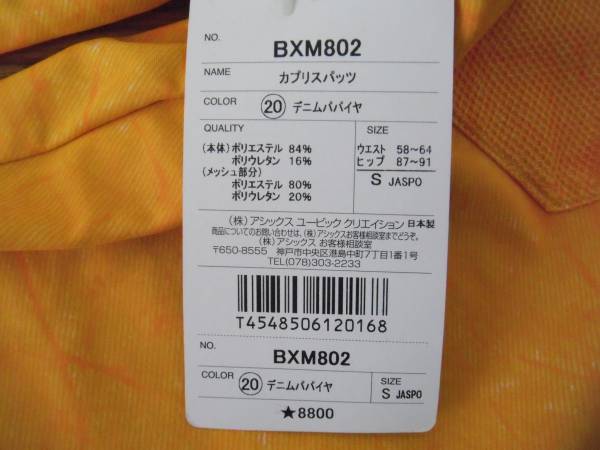 NO. BXM802
NAME カプリスパッツ
COLOR ⑳ デニムパパイヤ
QUALITY SIZE
(本体) ポリエステル 84% ウエスト 58~64
ポリウレタン 16% ヒップ 87~91
(メッシュ部分)
ポリエステル 80% S JASPO
ポリウレタン 20%
(株) アシックス ユービック クリエイション 日本製
商品についてのお問い合わせは、(株)アシックスお客様相談室までどうぞ。
(株) アシックス お客様相談室
〒650-8555 神戸市中央区港島中町7丁目1番1
TEL(078)303-2233
T4548506120168
NO. BXM802
COLOR ⑳ デニムパパイヤ SIZE S JASPO
★8800